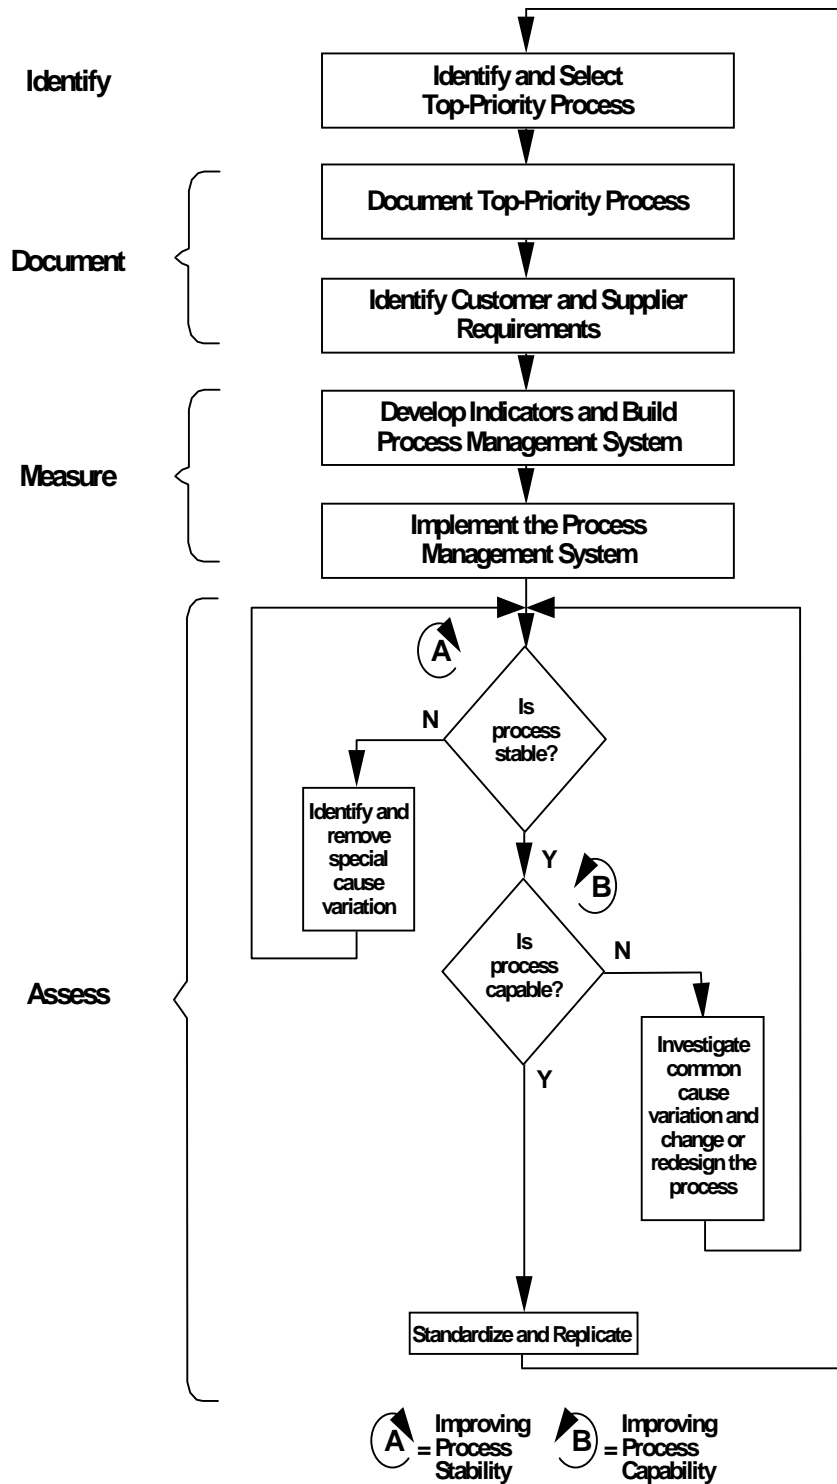 Identify
Identify and Select
Top-Priority Process
Document Top-Priority Process
Document
Identify Customer and Supplier
Requirements
Develop Indicators and Build
Process Management System
Measure
Implement the Process
Management System
A
Is
process
stable?
N
Identify and
remove
special
cause
variation
Y
B
Is
process
capable?
N
Assess
Investigate
common
cause
variation and
change or
redesign the
process
Y
Standardize and Replicate
A = Improving
Process
Stability
B = Improving
Process
Capability